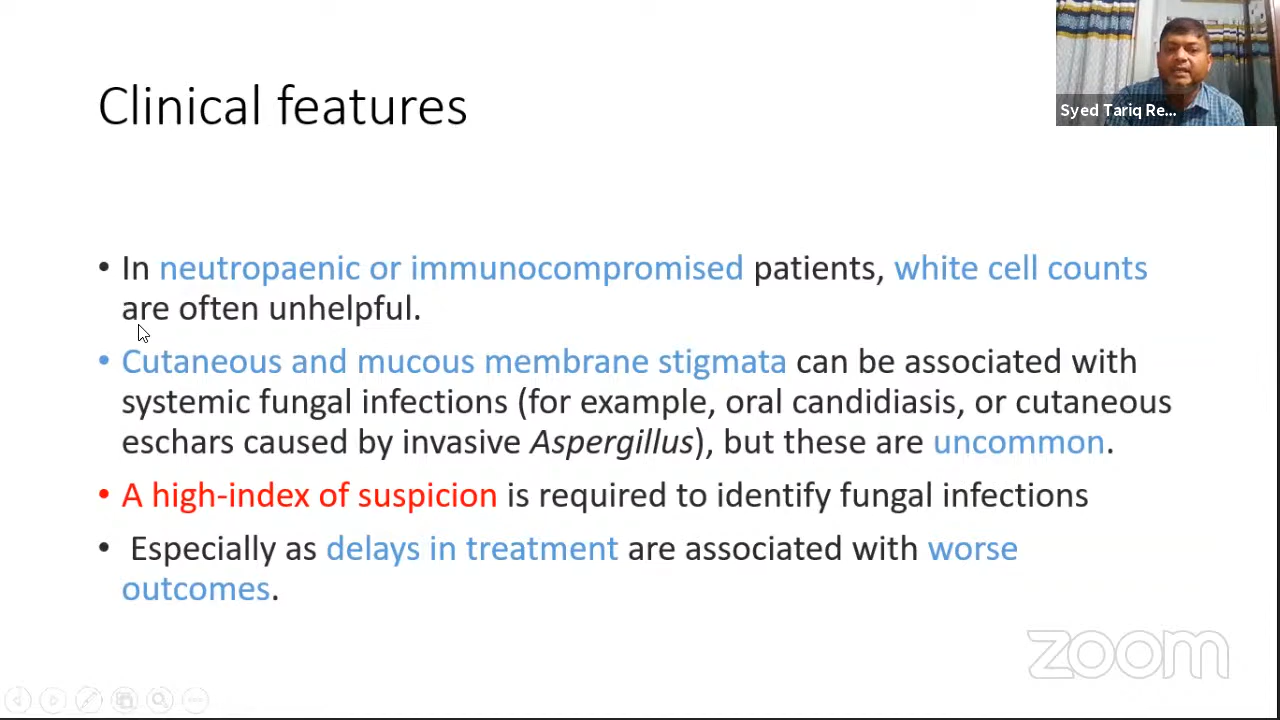 Clinical features
Syed Tariq Re...
• In neutropaenic or immunocompromised patients, white cell counts
are often unhelpful.
• Cutaneous and mucous membrane stigmata can be associated with
systemic fungal infections (for example, oral candidiasis, or cutaneous
eschars caused by invasive Aspergillus), but these are uncommon.
• A high-index of suspicion is required to identify fungal infections
• Especially as delays in treatment are associated with worse
outcomes.
zoom